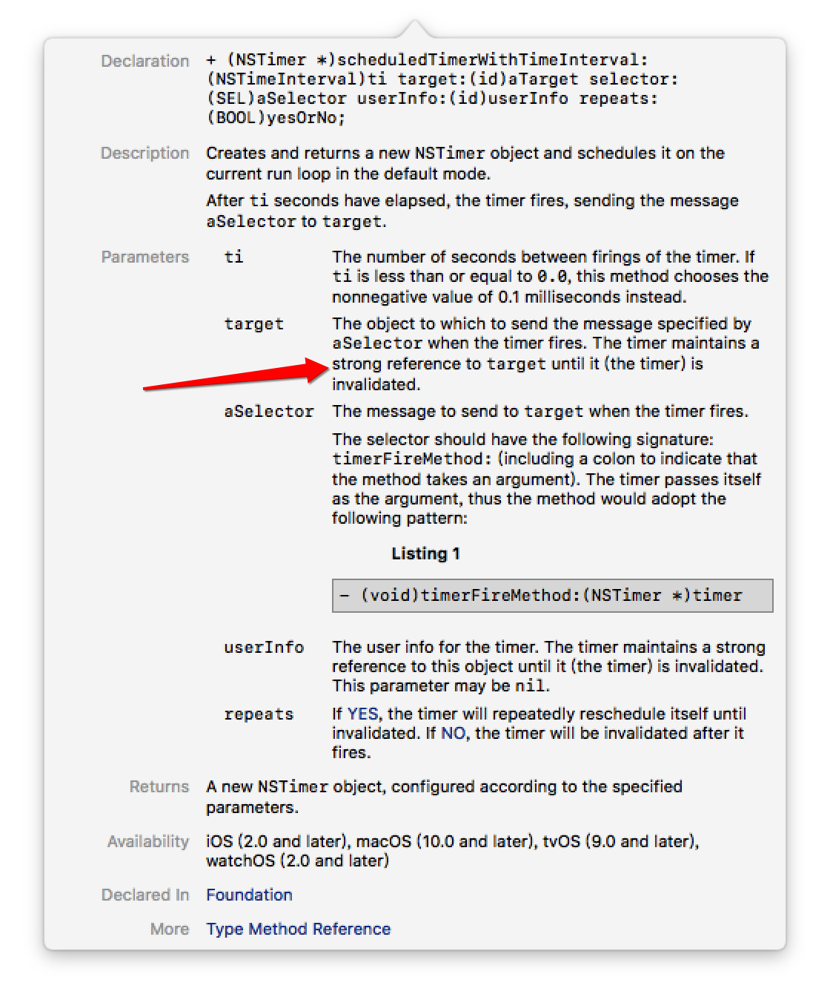 Declaration + (NSTimer *)scheduledTimerWithTimeInterval:
(NSTimeInterval)ti target:(id)aTarget selector:
(SEL)aSelector userInfo:(id)userInfo repeats:
(BOOL)yesOrNo;
Description Creates and returns a new NSTimer object and schedules it on the
current run loop in the default mode.
After ti seconds have elapsed, the timer fires, sending the message
aSelector to target.
Parameters ti The number of seconds between firings of the timer. If
ti is less than or equal to 0.0, this method chooses the
nonnegative value of 0.1 milliseconds instead.
target The object to which to send the message specified by
aSelector when the timer fires. The timer maintains a
strong reference to target until it (the timer) is
invalidated.
aSelector The message to send to target when the timer fires.
The selector should have the following signature:
timerFireMethod: (including a colon to indicate that
the method takes an argument). The timer passes itself
as the argument, thus the method would adopt the
following pattern:
Listing 1
- (void)timerFireMethod:(NSTimer *)timer
userInfo The user info for the timer. The timer maintains a strong
reference to this object until it (the timer) is invalidated.
This parameter may be nil.
repeats If YES, the timer will repeatedly reschedule itself until
invalidated. If NO, the timer will be invalidated after it
fires.
Returns A new NSTimer object, configured according to the specified
parameters.
Availability iOS (2.0 and later), macOS (10.0 and later), tvOS (9.0 and later),
watchOS (2.0 and later)
Declared In Foundation
More Type Method Reference